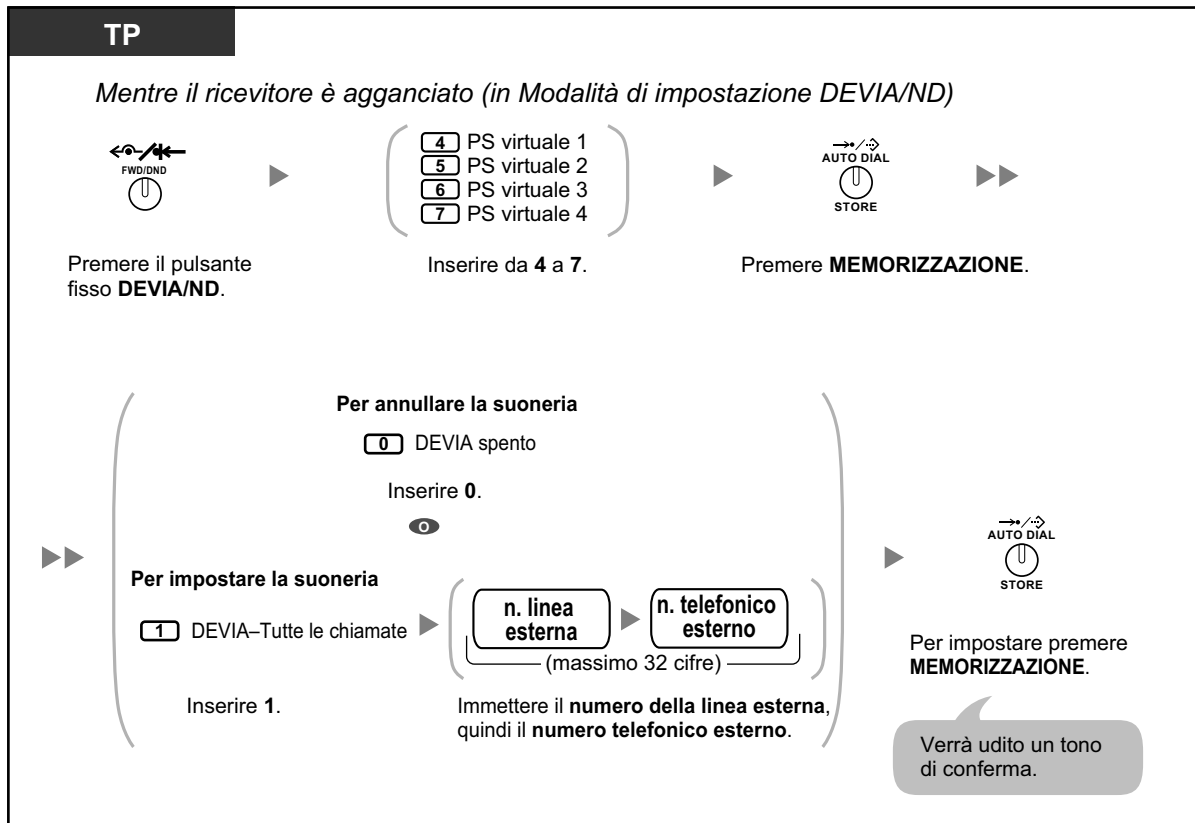 TP
Mentre il ricevitore è agganciato (in Modalità di impostazione DEVIA/ND)
FWD/DND
4 PS virtuale 1
5 PS virtuale 2
6 PS virtuale 3
7 PS virtuale 4
AUTO DIAL
STORE
Premere il pulsante
fisso DEVIA/ND.
Inserire da 4 a 7.
Premere MEMORIZZAZIONE.
Per annullare la suoneria
0 DEVIA spento
Inserire 0.
O
Per impostare la suoneria
1 DEVIA–Tutte le chiamate
n. linea
esterna
n. telefonico
esterno
(massimo 32 cifre)
Inserire 1.
Immettere il numero della linea esterna,
quindi il numero telefonico esterno.
AUTO DIAL
STORE
Per impostare premere
MEMORIZZAZIONE.
Verrà udito un tono
di conferma.